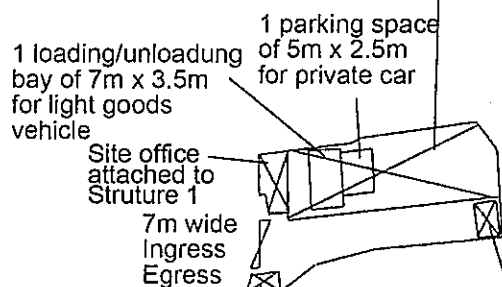 1 parking space
of 5m x 2.5m
for private car
1 loading/unloadung
bay of 7m x 3.5m
for light goods
vehicle
Site office
attached to
Struture 1
7m wide
Ingress
Egress